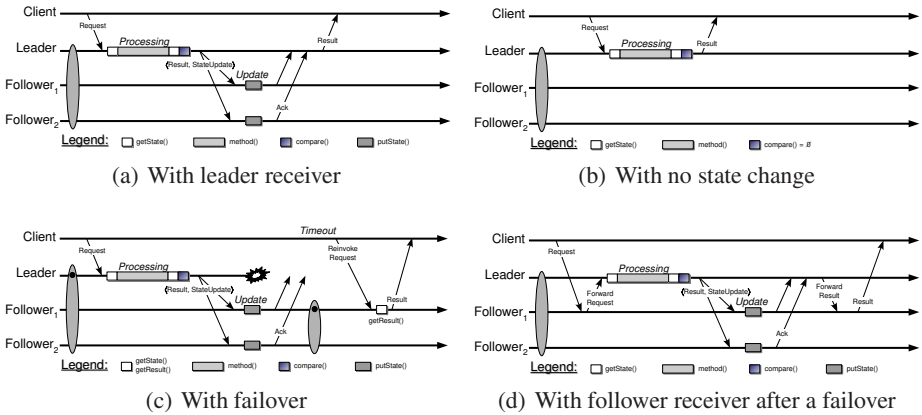 Client
Request
Processing
Result
Leader
⟨Result, StateUpdate⟩
Update
Follower1
Ack
Follower2
Legend: getState() method() compare() putState()
(a) With leader receiver
Client
Request
Processing
Result
Leader
Follower1
Follower2
Legend: getState() method() compare() = Ø
(b) With no state change
Client
Timeout
Request
Reinvoke
Request
Processing
Leader
⟨Result, StateUpdate⟩
Result
Update
Follower1
getResult()
Ack
Follower2
Legend: getState() getResult() method() compare() putState()
(c) With failover
Client
Request
Processing
Leader
Forward
Request
⟨Result, StateUpdate⟩
Forward
Result
Result
Update
Follower1
Ack
Follower2
Legend: getState() method() compare() putState()
(d) With follower receiver after a failover